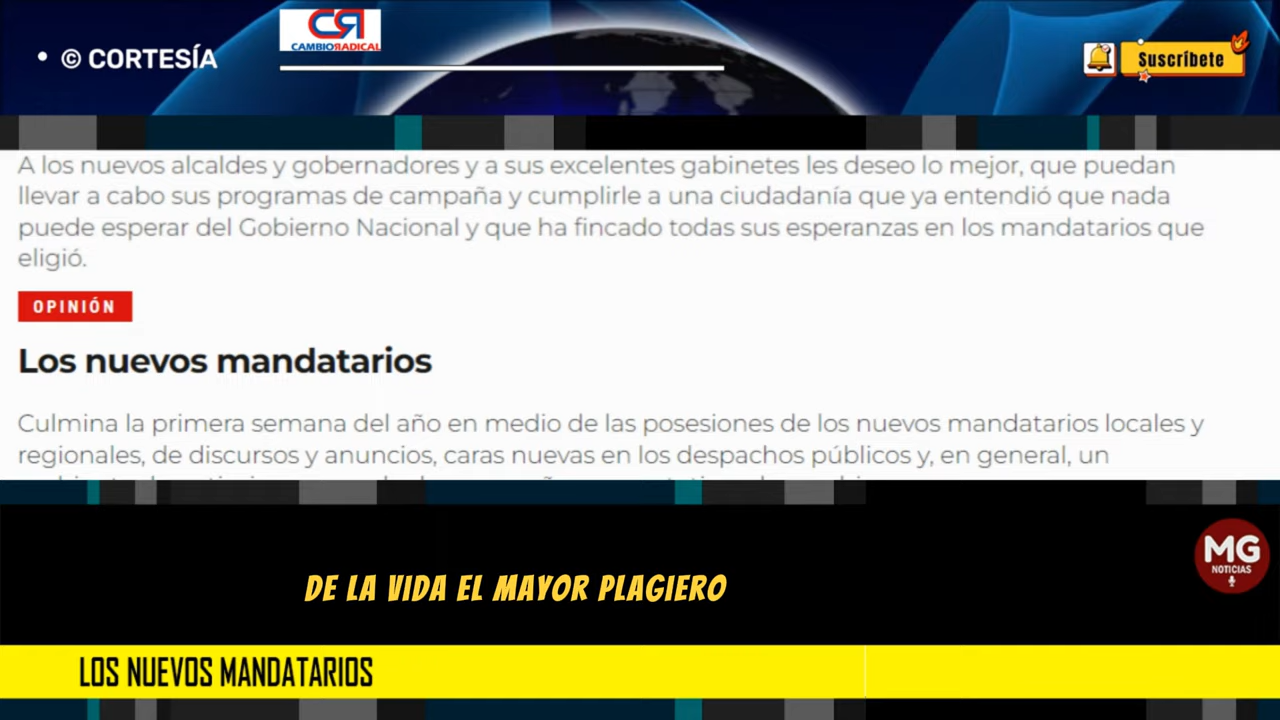 CR
CAMBIO RADICAL
• © CORTESÍA
Suscríbete
A los nuevos alcaldes y gobernadores y a sus excelentes gabinetes les deseo lo mejor, que puedan
llevar a cabo sus programas de campaña y cumplirle a una ciudadanía que ya entendió que nada
puede esperar del Gobierno Nacional y que ha fincado todas sus esperanzas en los mandatarios que
eligió.
OPINIÓN
Los nuevos mandatarios
Culmina la primera semana del año en medio de las posesiones de los nuevos mandatarios locales y
regionales, de discursos y anuncios, caras nuevas en los despachos públicos y, en general, un
MG
NOTICIAS
DE LA VIDA EL MAYOR PLAGIERO
LOS NUEVOS MANDATARIOS